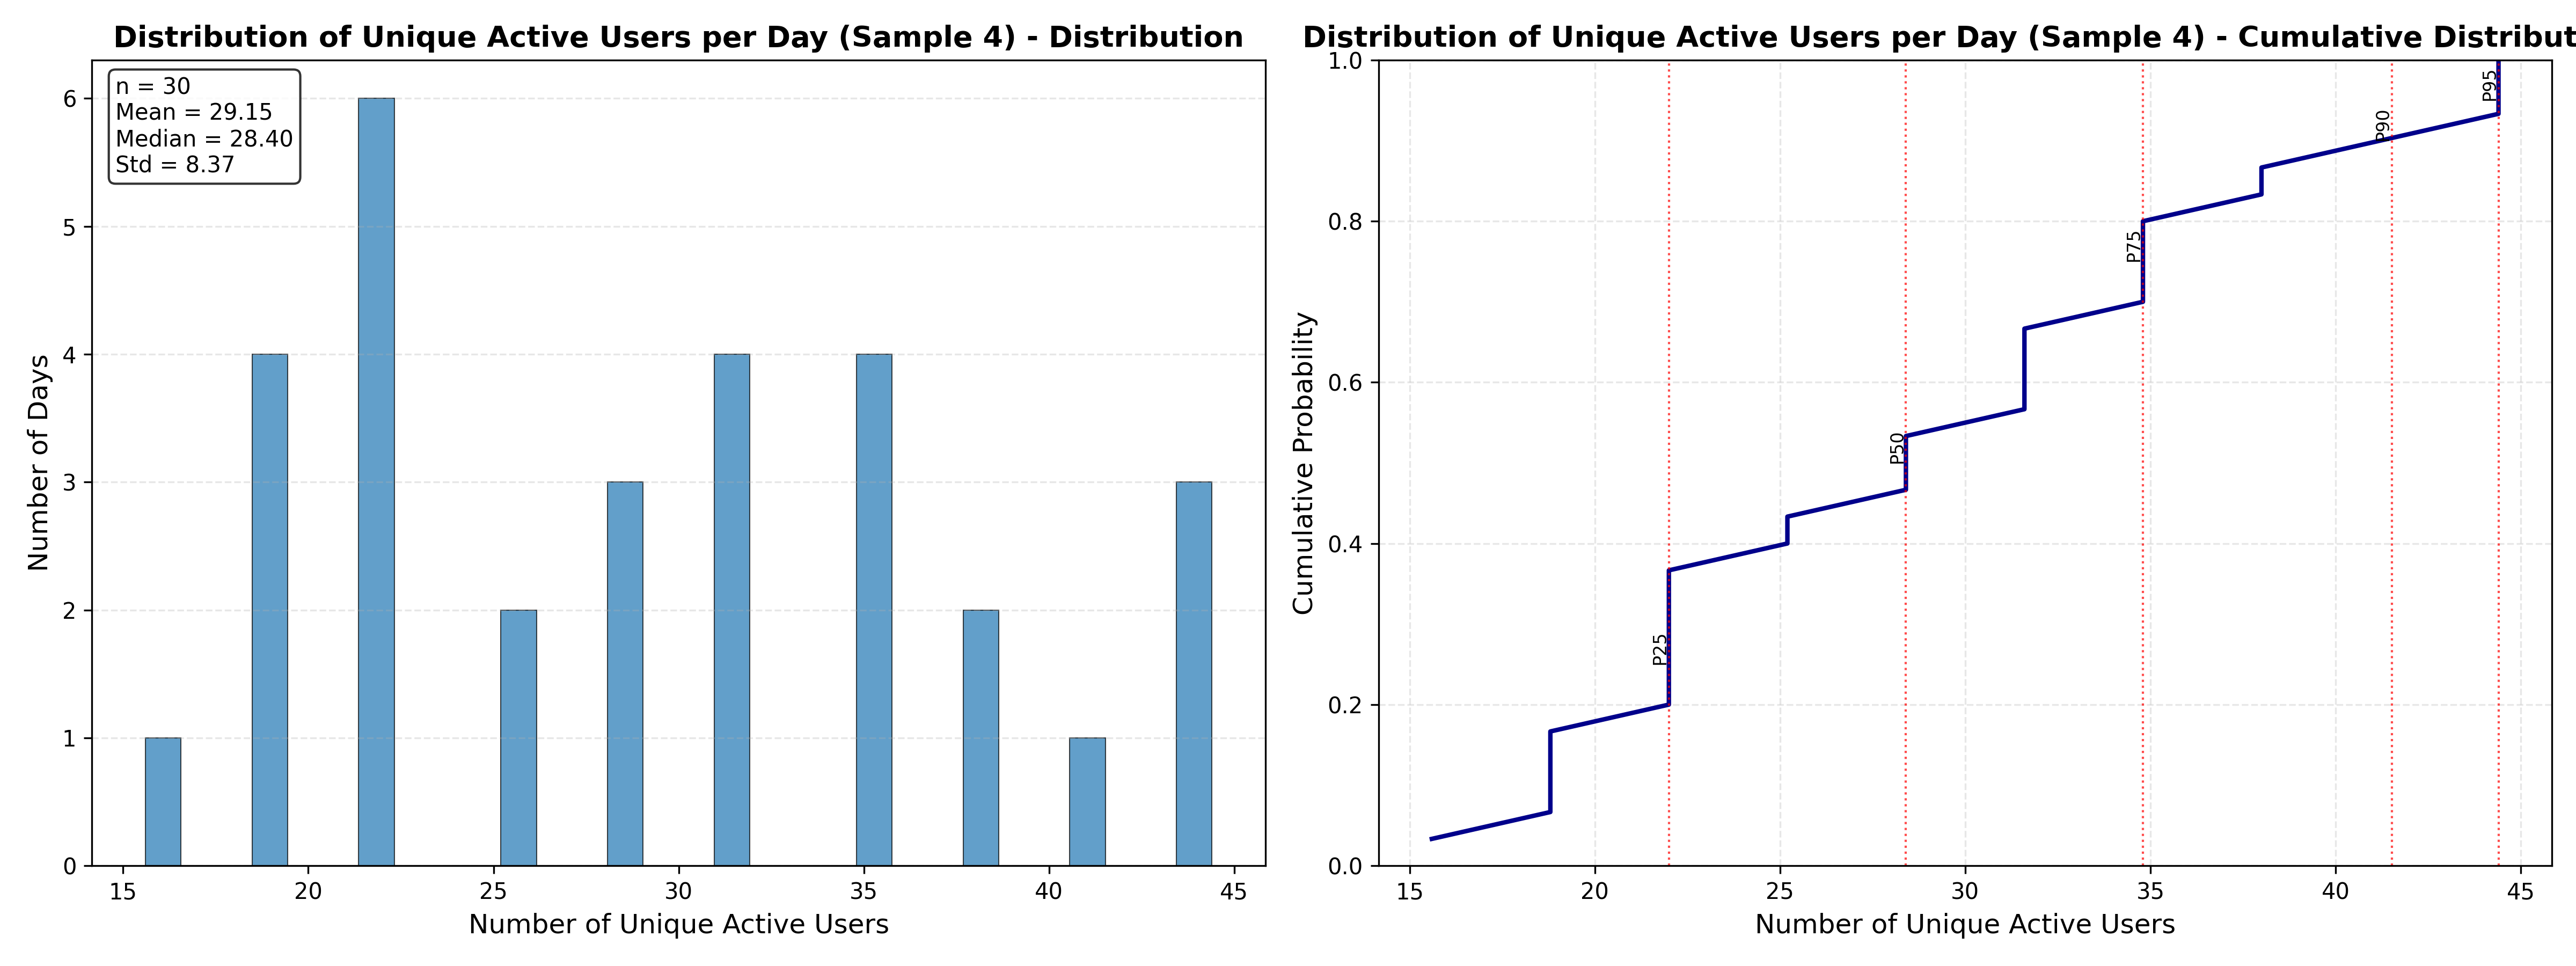 Distribution of Unique Active Users per Day (Sample 4) - Distribution
n = 30
Mean = 29.15
Median = 28.40
Std = 8.37
Number of Days
6
5
4
3
2
1
0
15 20 25 30 35 40 45
Number of Unique Active Users
Distribution of Unique Active Users per Day (Sample 4) - Cumulative Distribut
Cumulative Probability
1.0
0.8
0.6
0.4
0.2
0.0
P25
P50
P75
P90
P95
15 20 25 30 35 40 45
Number of Unique Active Users